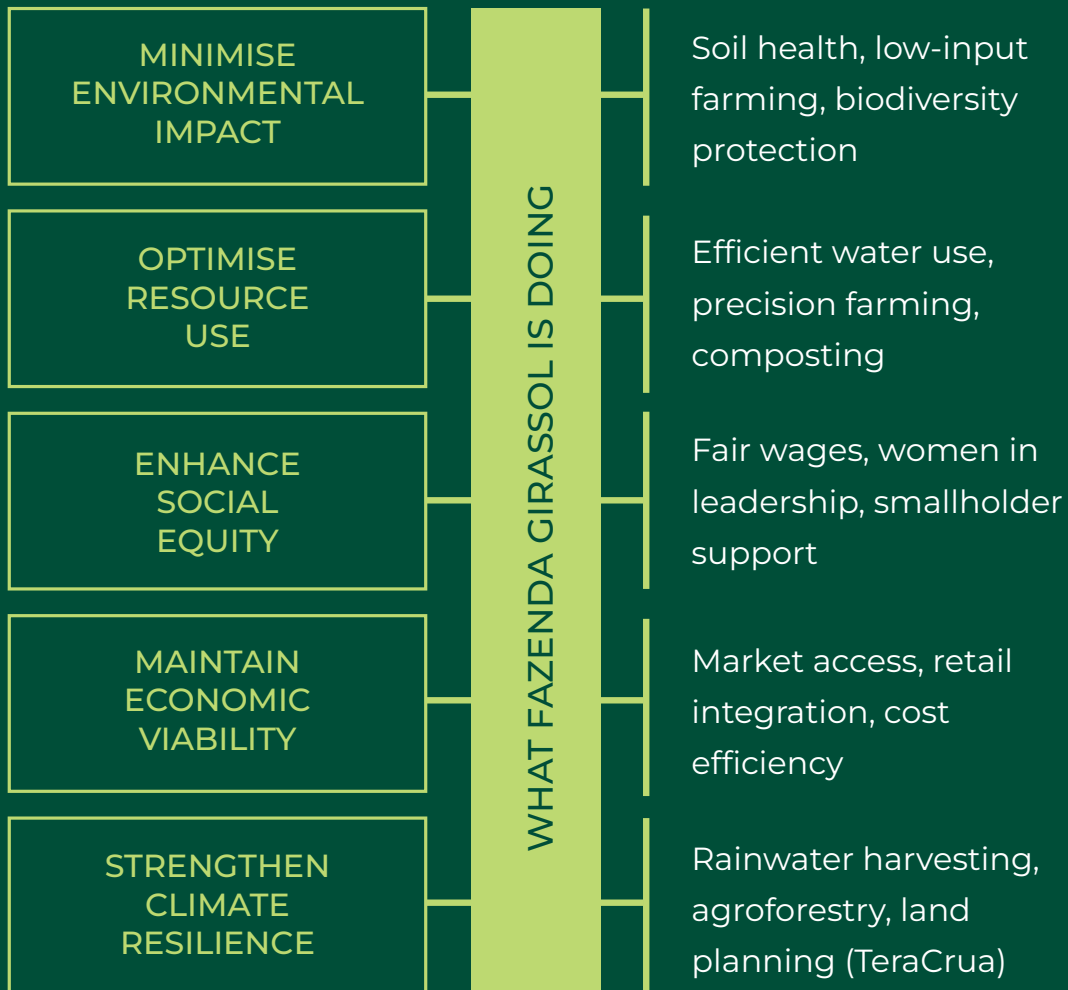 MINIMISE
ENVIRONMENTAL
IMPACT
Soil health, low-input
farming, biodiversity
protection
OPTIMISE
RESOURCE
USE
Efficient water use,
precision farming,
composting
ENHANCE
SOCIAL
EQUITY
Fair wages, women in
leadership, smallholder
support
MAINTAIN
ECONOMIC
VIABILITY
Market access, retail
integration, cost
efficiency
STRENGTHEN
CLIMATE
RESILIENCE
Rainwater harvesting,
agroforestry, land
planning (TeraCrua)
WHAT FAZENDA GIRASSOL IS DOING